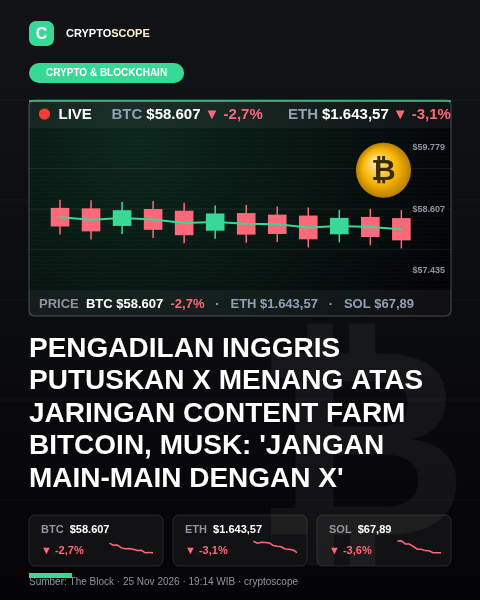 C CRYPTOSCOPE
CRYPTO & BLOCKCHAIN
LIVE BTC $58.607 ▼ -2,7% ETH $1.643,57 ▼ -3,1%
$59.779
₿
$58.607
$57.435
PRICE BTC $58.607 -2,7% · ETH $1.643,57 · SOL $67,89
PENGADILAN INGGRIS
PUTUSKAN X MENANG ATAS
JARINGAN CONTENT FARM
BITCOIN, MUSK: 'JANGAN
MAIN-MAIN DENGAN X'
BTC $58.607 ETH $1.643,57 SOL $67,89
▼ -2,7% ▼ -3,1% ▼ -3,6%
Sumber: The Block · 25 Nov 2026 · 19:14 WIB · cryptoscope